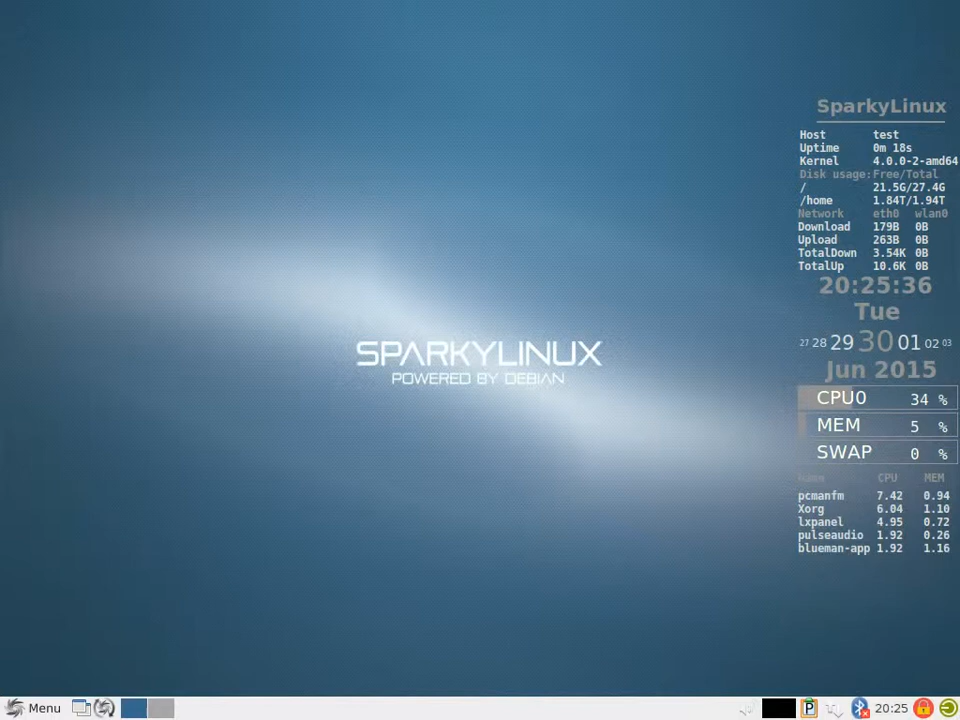 SparkyLinux
Host test
Uptime 0m 18s
Kernel 4.0.0-2-amd64
Disk usage:Free/Total
/ 21.5G/27.4G
/home 1.84T/1.94T
Network eth0 wlan0
Download 179B 0B
Upload 263B 0B
TotalDown 3.54K 0B
TotalUp 10.6K 0B
20:25:36
Tue
27 28 29 30 01 02 03
Jun 2015
SPARKYLINUX
POWERED BY DEBIAN
CPU0 34 %
MEM 5 %
SWAP 0 %
Name CPU MEM
pcmanfm 7.42 0.94
Xorg 6.04 1.10
lxpanel 4.95 0.72
pulseaudio 1.92 0.26
blueman-app 1.92 1.16
Menu P 20:25